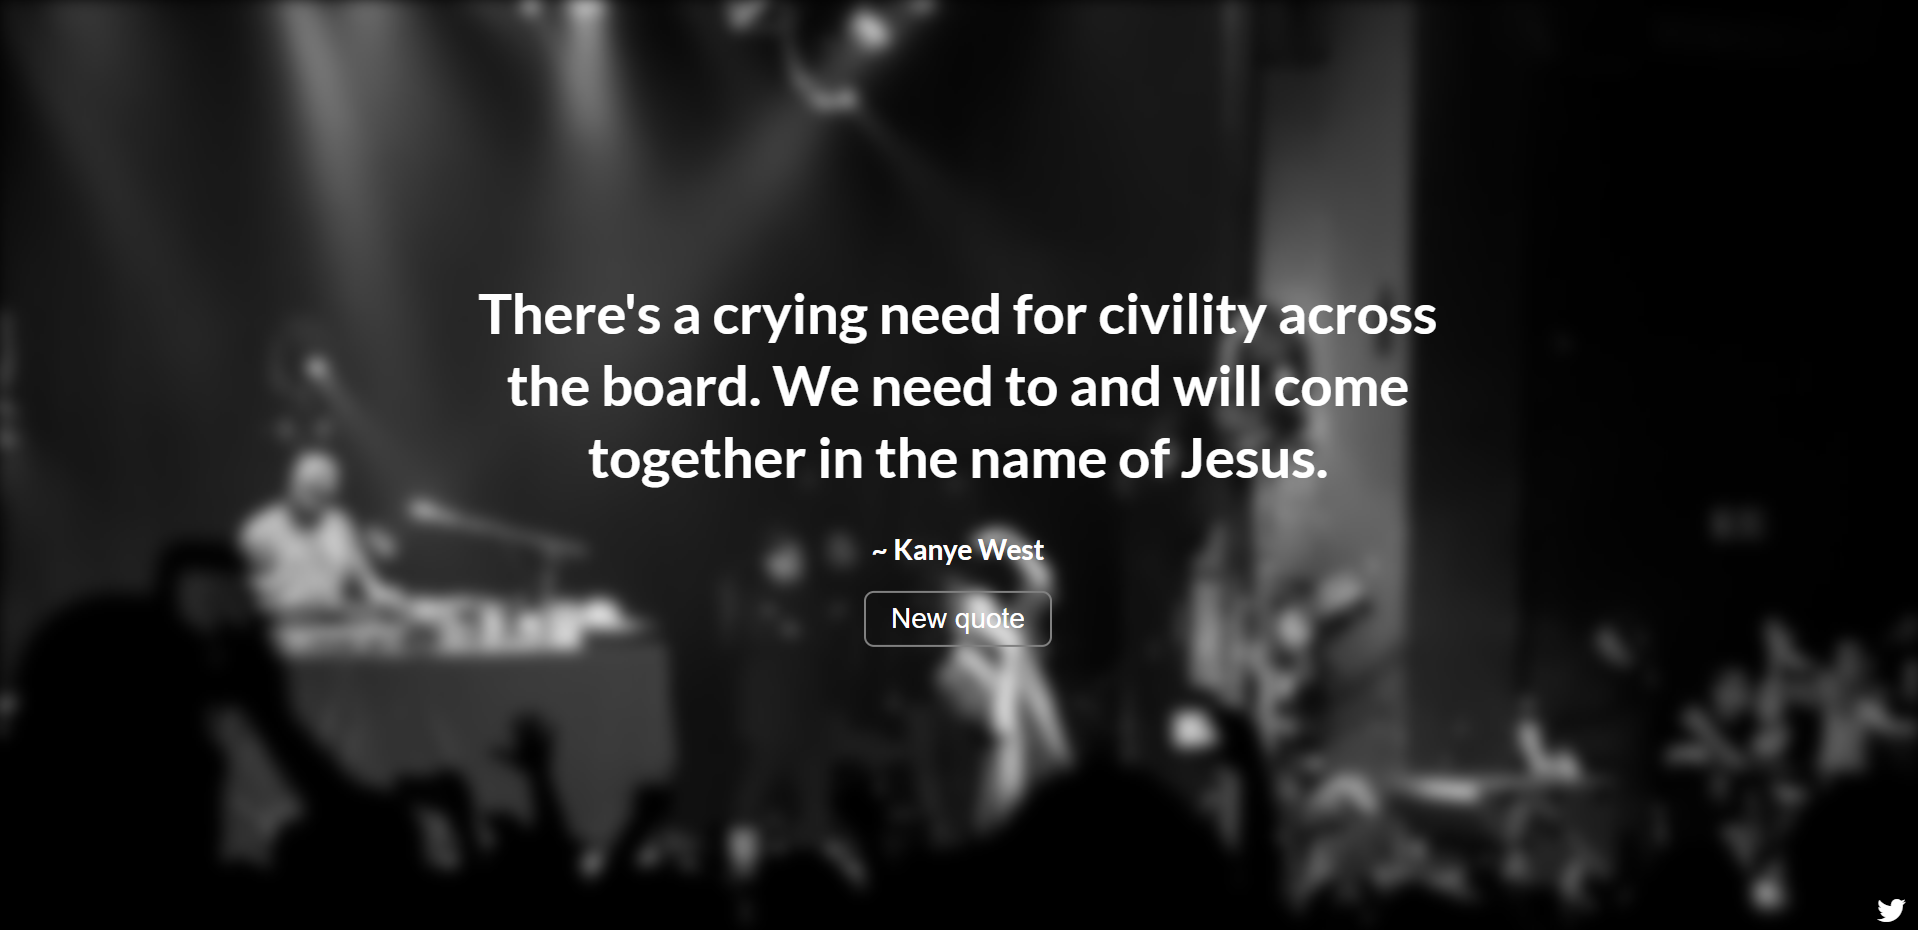 There's a crying need for civility across
the board. We need to and will come
together in the name of Jesus.
~ Kanye West
New quote